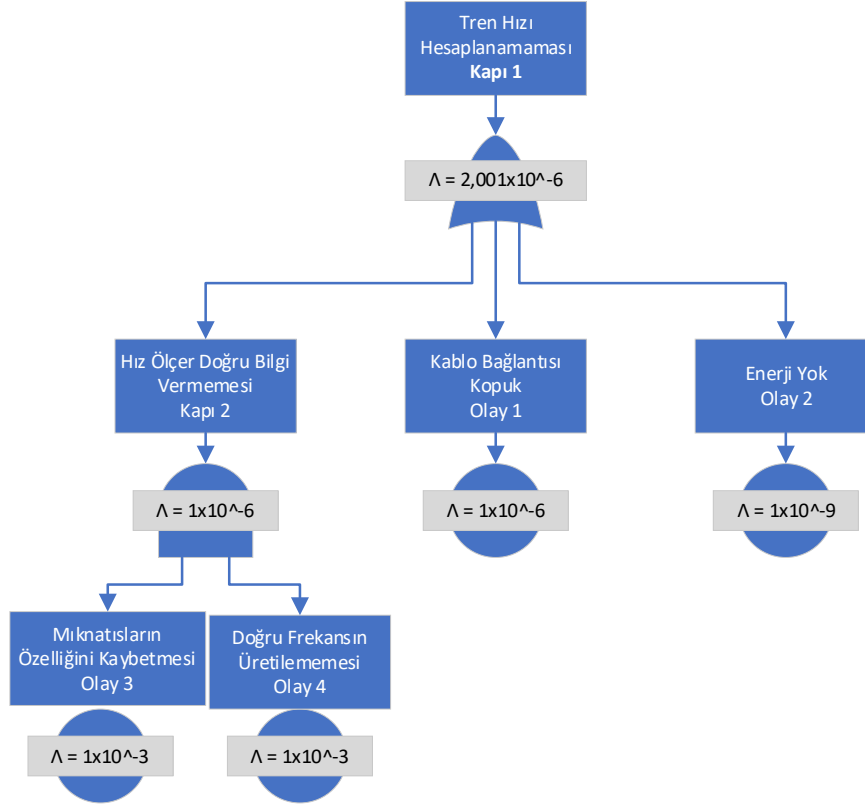 Tren Hızı
Hesaplanamaması
Kapı 1
Λ = 2,001x10^-6
Hız Ölçer Doğru Bilgi
Vermemesi
Kapı 2
Kablo Bağlantısı
Kopuk
Olay 1
Enerji Yok
Olay 2
Λ = 1x10^-6
Λ = 1x10^-6
Λ = 1x10^-9
Mıknatısların
Özelliğini Kaybetmesi
Olay 3
Doğru Frekansın
Üretilememesi
Olay 4
Λ = 1x10^-3
Λ = 1x10^-3